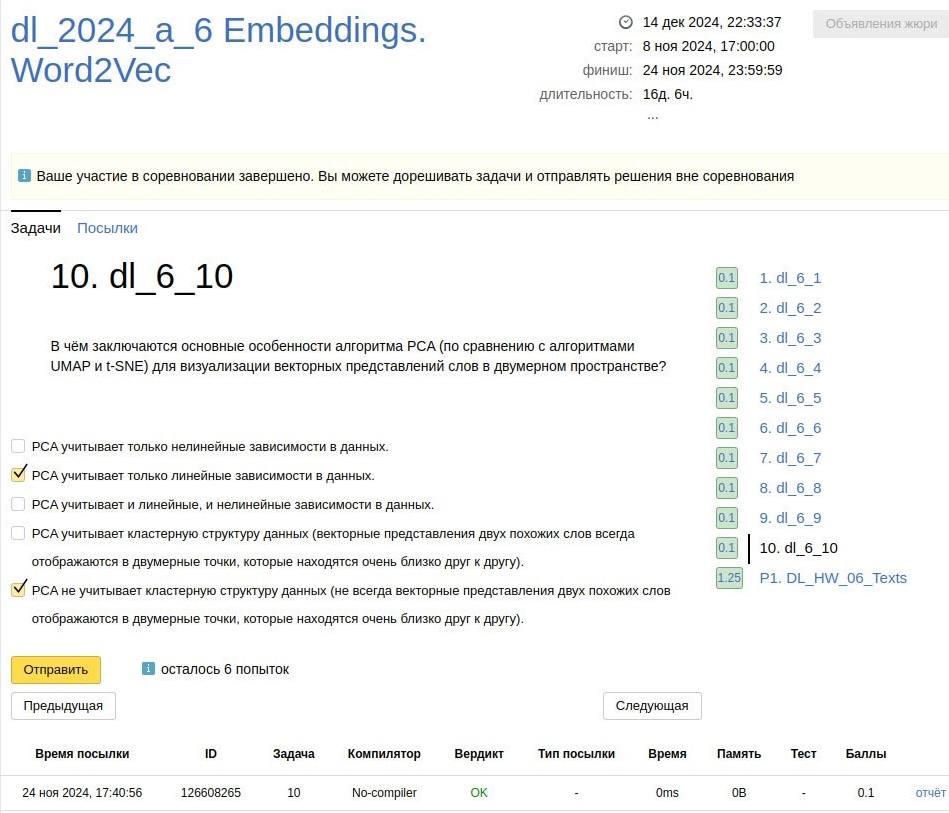 dl_2024_a_6 Embeddings.
Word2Vec
14 дек 2024, 22:33:37
старт: 8 ноя 2024, 17:00:00
финиш: 24 ноя 2024, 23:59:59
длительность: 16д. 6ч.
...
Объявления жюри
Ваше участие в соревновании завершено. Вы можете дорешивать задачи и отправлять решения вне соревнования
Задачи Посылки
10. dl_6_10
В чём заключаются основные особенности алгоритма PCA (по сравнению с алгоритмами
UMAP и t-SNE) для визуализации векторных представлений слов в двумерном пространстве?
PCA учитывает только нелинейные зависимости в данных.
PCA учитывает только линейные зависимости в данных.
PCA учитывает и линейные, и нелинейные зависимости в данных.
PCA учитывает кластерную структуру данных (векторные представления двух похожих слов всегда
отображаются в двумерные точки, которые находятся очень близко друг к другу).
PCA не учитывает кластерную структуру данных (не всегда векторные представления двух похожих слов
отображаются в двумерные точки, которые находятся очень близко друг к другу).
Отправить осталось 6 попыток
Предыдущая Следующая
0.1 1. dl_6_1
0.1 2. dl_6_2
0.1 3. dl_6_3
0.1 4. dl_6_4
0.1 5. dl_6_5
0.1 6. dl_6_6
0.1 7. dl_6_7
0.1 8. dl_6_8
0.1 9. dl_6_9
0.1 10. dl_6_10
1.25 P1. DL_HW_06_Texts
Время посылки ID Задача Компилятор Вердикт Тип посылки Время Память Тест Баллы
24 ноя 2024, 17:40:56 126608265 10 No-compiler OK - 0ms 0B - 0.1 отчёт